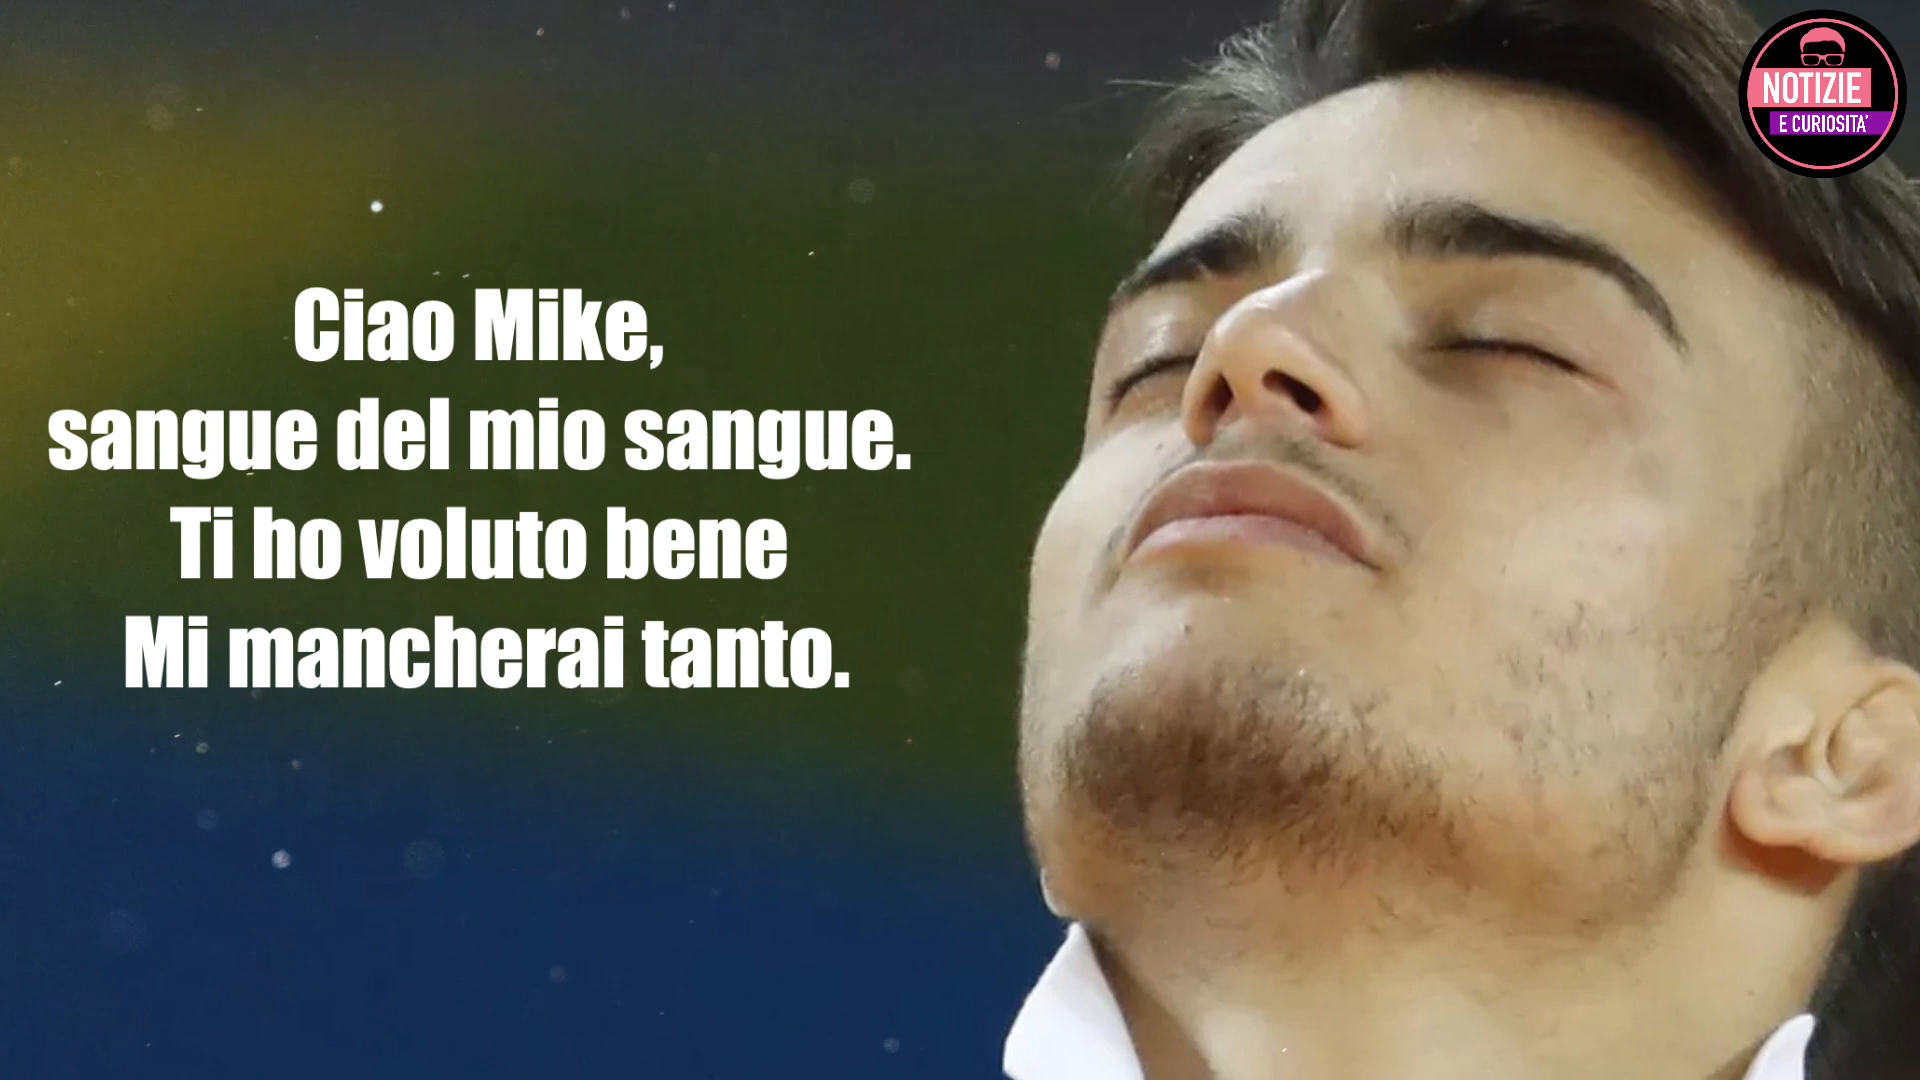 NOTIZIE
E CURIOSITA'
Ciao Mike,
sangue del mio sangue.
Ti ho voluto bene
Mi mancherai tanto.